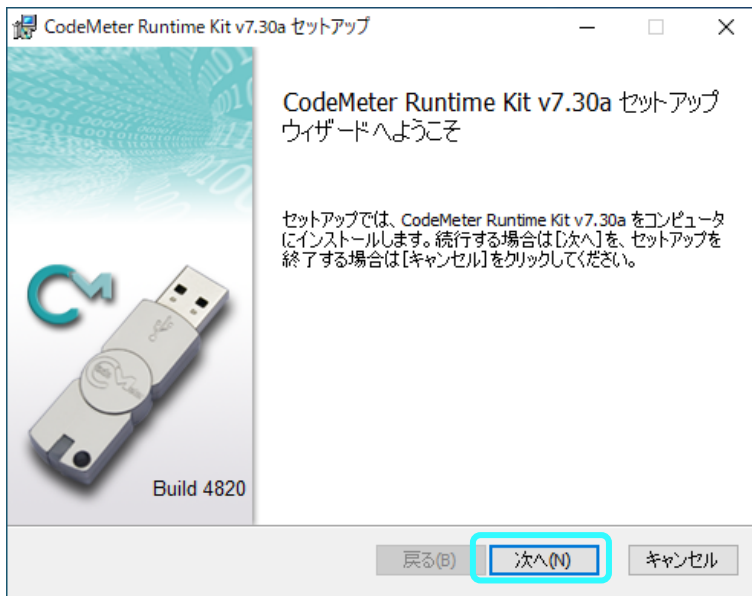 CodeMeter Runtime Kit v7.30a セットアップ
CodeMeter Runtime Kit v7.30a セットアップ
ウィザードへようこそ
セットアップでは、CodeMeter Runtime Kit v7.30a をコンピュータ
にインストールします。続行する場合は[次へ]を、セットアップを
終了する場合は[キャンセル]をクリックしてください。
CM
Build 4820
戻る(B)
次へ(N)
キャンセル